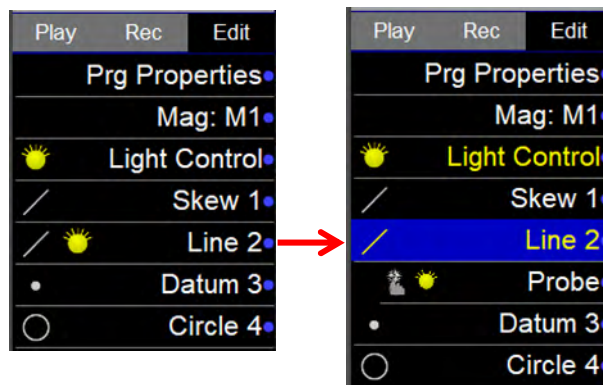 Play Rec Edit
Prg Properties
Mag: M1
Light Control
Skew 1
Line 2
Datum 3
Circle 4
Play Rec Edit
Prg Properties
Mag: M1
Light Control
Skew 1
Line 2
Probe
Datum 3
Circle 4